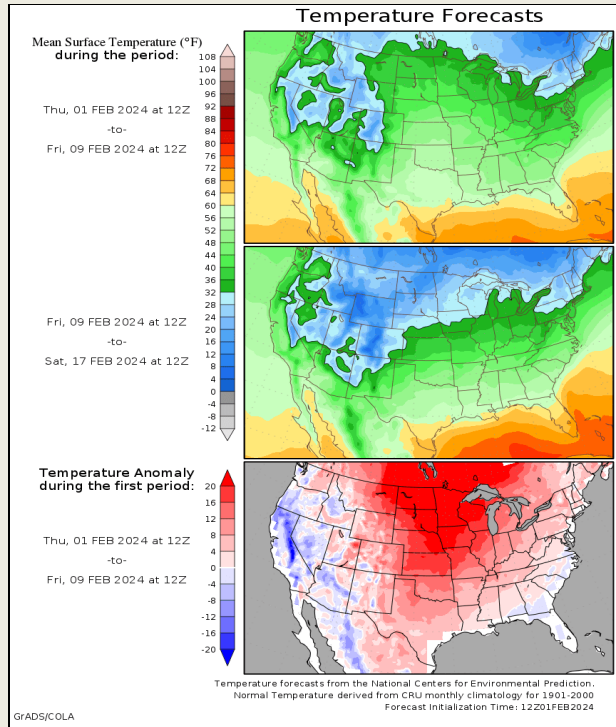 Temperature Forecasts
Mean Surface Temperature (°F)
during the period:
Thu, 01 FEB 2024 at 12Z
-to-
Fri, 09 FEB 2024 at 12Z
108
104
100
96
92
88
84
80
76
72
68
64
60
56
52
48
44
40
36
32
28
24
20
16
12
8
4
0
-4
-8
-12
Fri, 09 FEB 2024 at 12Z
-to-
Sat, 17 FEB 2024 at 12Z
Temperature Anomaly
during the first period:
Thu, 01 FEB 2024 at 12Z
-to-
Fri, 09 FEB 2024 at 12Z
20
16
12
8
4
0
-4
-8
-12
-16
-20
Temperature forecasts from the National Centers for Environmental Prediction.
Normal Temperature derived from CRU monthly climatology for 1901-2000
Forecast Initialization Time: 12Z01FEB2024
GrADS/COLA